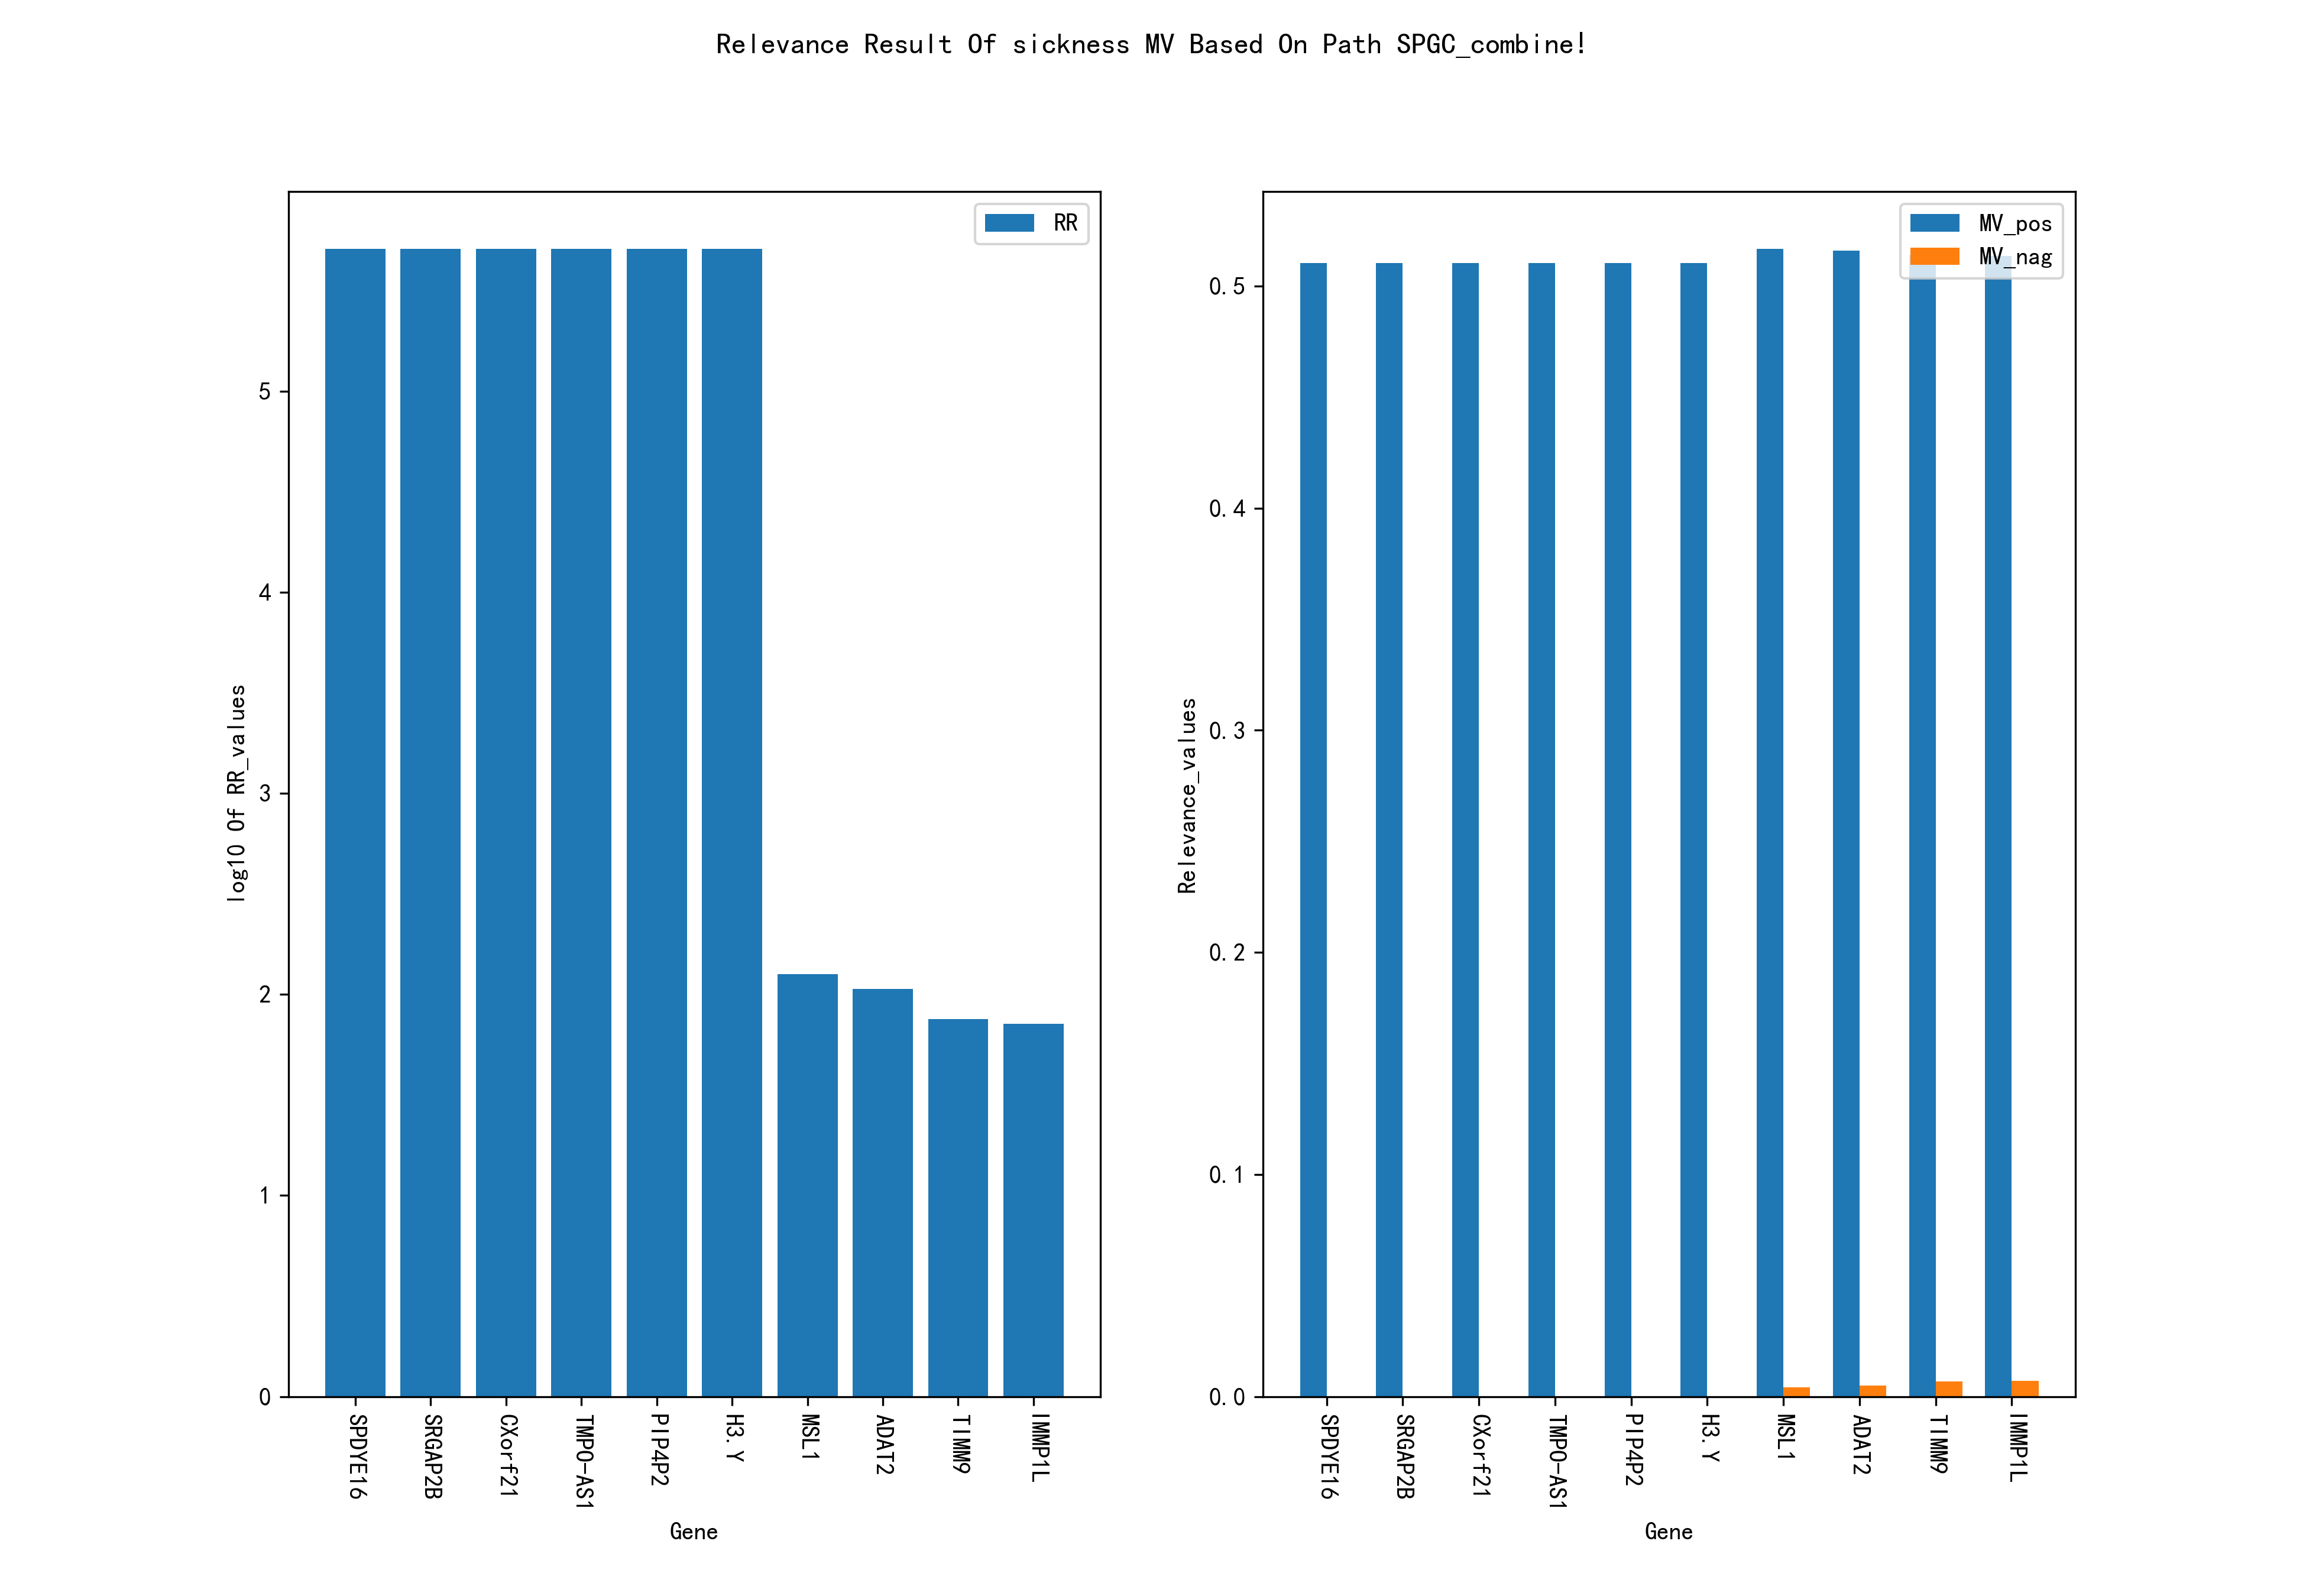 Relevance Result Of sickness MV Based On Path SPGC_combine!
RR
log10 Of RR_values
5
4
3
2
1
0
SPDYE16
SRGAP2B
CXorf21
TMPO-AS1
PIP4P2
H3.Y
MSL1
ADAT2
TIMM9
IMMP1L
Gene
MV_pos
MV_nag
Relevance_values
0.5
0.4
0.3
0.2
0.1
0.0
SPDYE16
SRGAP2B
CXorf21
TMPO-AS1
PIP4P2
H3.Y
MSL1
ADAT2
TIMM9
IMMP1L
Gene